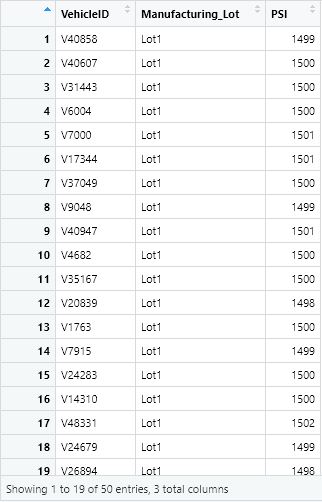 VehicleID Manufacturing_Lot PSI
1 V40858 Lot1 1499
2 V40607 Lot1 1500
3 V31443 Lot1 1500
4 V6004 Lot1 1500
5 V7000 Lot1 1501
6 V17344 Lot1 1501
7 V37049 Lot1 1500
8 V9048 Lot1 1499
9 V40947 Lot1 1501
10 V4682 Lot1 1500
11 V35167 Lot1 1500
12 V20839 Lot1 1498
13 V1763 Lot1 1500
14 V7915 Lot1 1499
15 V24283 Lot1 1500
16 V14310 Lot1 1500
17 V48331 Lot1 1502
18 V24679 Lot1 1499
19 V26894 Lot1 1498
Showing 1 to 19 of 50 entries, 3 total columns